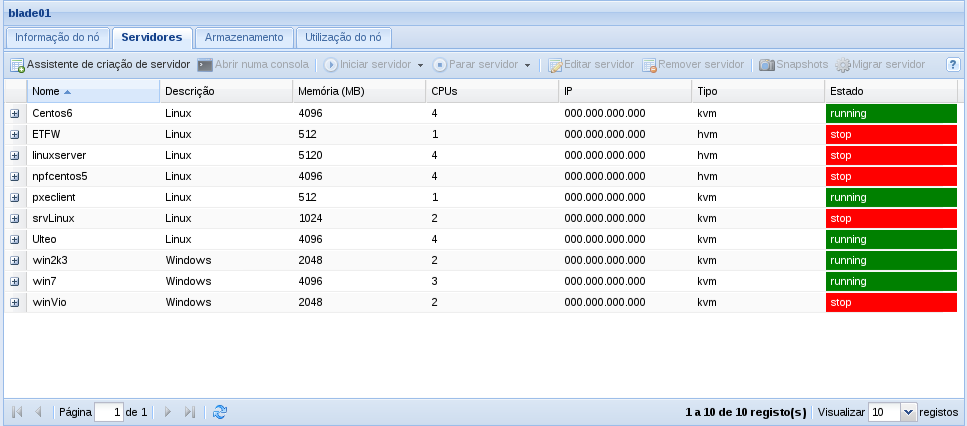 blade01
Informação do nó Servidores Armazenamento Utilização do nó
Assistente de criação de servidor Abrir numa consola Iniciar servidor Parar servidor Editar servidor Remover servidor Snapshots Migrar servidor ?
Nome Descrição Memória (MB) CPUs IP Tipo Estado
Centos6 Linux 4096 4 000.000.000.000 kvm running
ETFW Linux 512 1 000.000.000.000 hvm stop
linuxserver Linux 5120 4 000.000.000.000 hvm stop
npfcentos5 Linux 4096 4 000.000.000.000 hvm stop
pxeclient Linux 512 1 000.000.000.000 kvm running
srvLinux Linux 1024 2 000.000.000.000 kvm stop
Ulteo Linux 4096 4 000.000.000.000 kvm running
win2k3 Windows 2048 2 000.000.000.000 kvm running
win7 Windows 4096 3 000.000.000.000 kvm running
winVio Windows 2048 2 000.000.000.000 kvm stop
Página 1 de 1 1 a 10 de 10 registo(s) Visualizar 10 registos